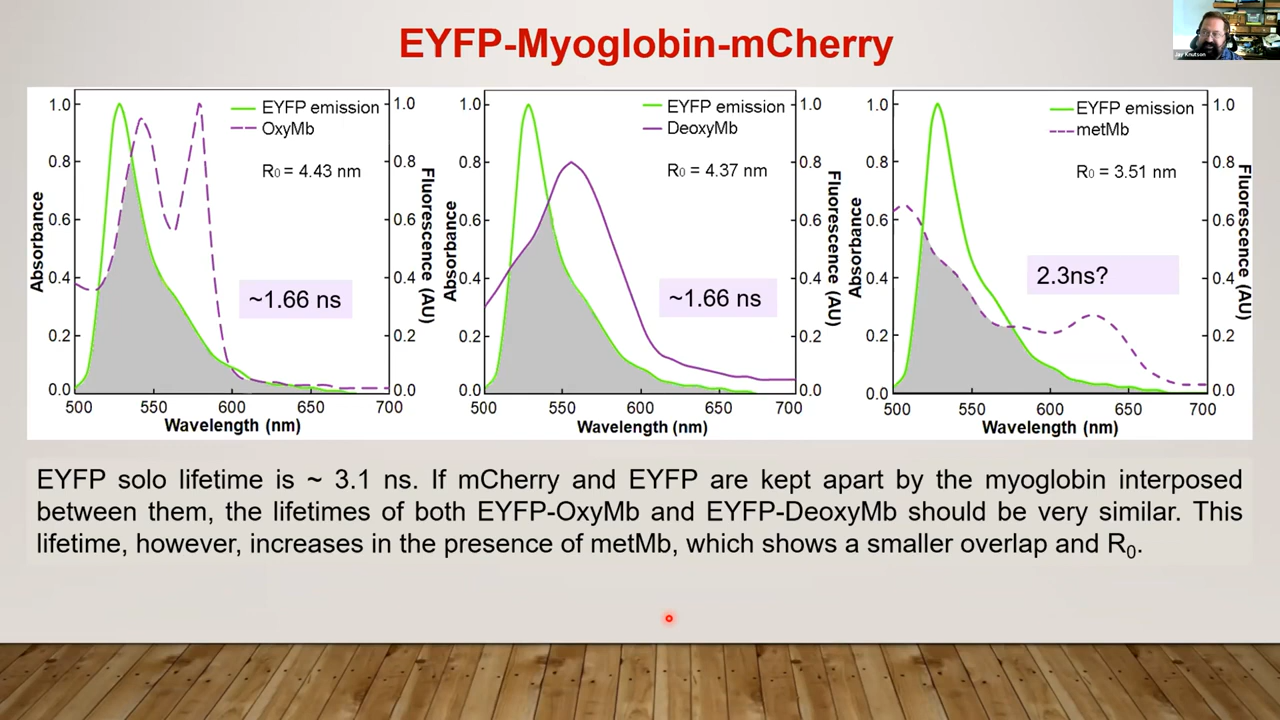 EYFP-Myoglobin-mCherry
Jay Knutson
EYFP emission
OxyMb
R₀ = 4.43 nm
~1.66 ns
Absorbance
Fluorescence (AU)
1.0
0.8
0.6
0.4
0.2
0.0
1.0
0.8
0.6
0.4
0.2
0.0
500 550 600 650 700
Wavelength (nm)
EYFP emission
DeoxyMb
R₀ = 4.37 nm
~1.66 ns
Absorbance
Fluorescence (AU)
1.0
0.8
0.6
0.4
0.2
0.0
1.0
0.8
0.6
0.4
0.2
0.0
500 550 600 650 700
Wavelength (nm)
EYFP emission
metMb
R₀ = 3.51 nm
2.3ns?
Absorbance
Fluorescence (AU)
1.0
0.8
0.6
0.4
0.2
0.0
1.0
0.8
0.6
0.4
0.2
0.0
500 550 600 650 700
Wavelength (nm)
EYFP solo lifetime is ~ 3.1 ns. If mCherry and EYFP are kept apart by the myoglobin interposed
between them, the lifetimes of both EYFP-OxyMb and EYFP-DeoxyMb should be very similar. This
lifetime, however, increases in the presence of metMb, which shows a smaller overlap and R₀.